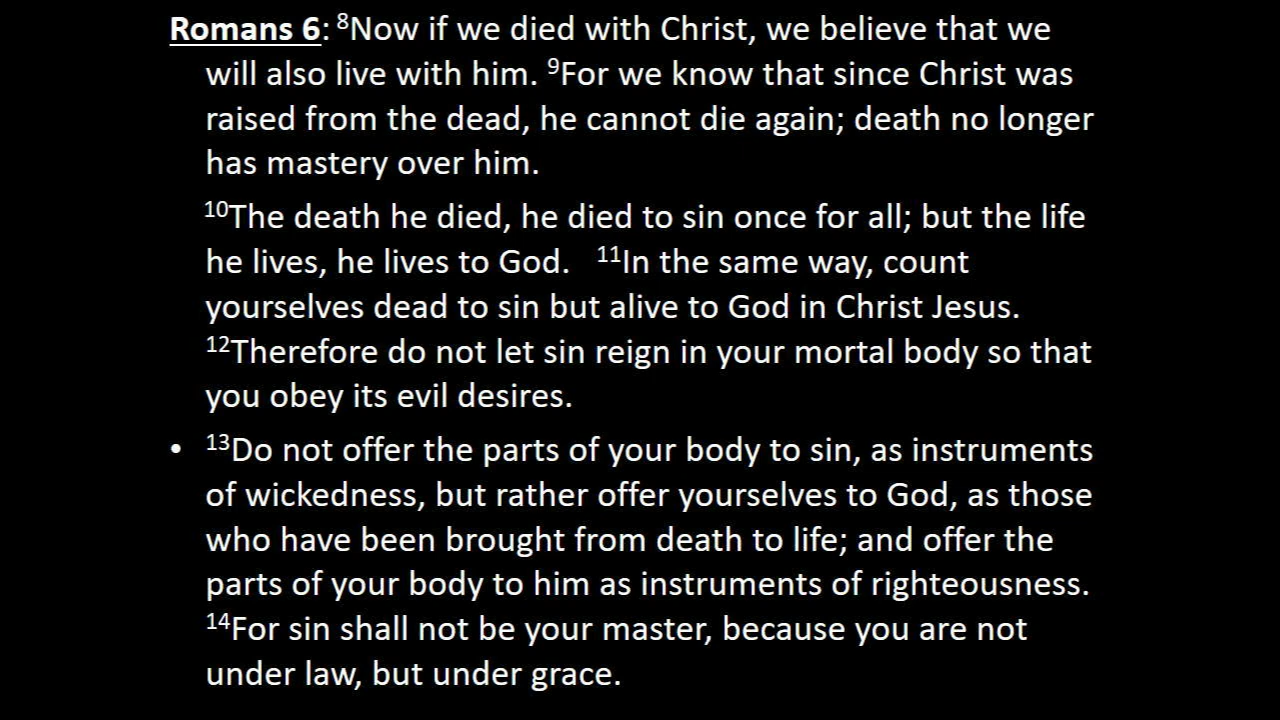 Romans 6: 8Now if we died with Christ, we believe that we
will also live with him. 9For we know that since Christ was
raised from the dead, he cannot die again; death no longer
has mastery over him.
10The death he died, he died to sin once for all; but the life
he lives, he lives to God. 11In the same way, count
yourselves dead to sin but alive to God in Christ Jesus.
12Therefore do not let sin reign in your mortal body so that
you obey its evil desires.
• 13Do not offer the parts of your body to sin, as instruments
of wickedness, but rather offer yourselves to God, as those
who have been brought from death to life; and offer the
parts of your body to him as instruments of righteousness.
14For sin shall not be your master, because you are not
under law, but under grace.